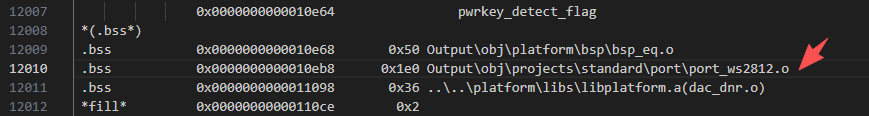 12007 0x0000000000010e64 pwrkey_detect_flag
12008 *(.bss*)
12009 .bss 0x0000000000010e68 0x50 Output\obj\platform\bsp\bsp_eq.o
12010 .bss 0x0000000000010eb8 0x1e0 Output\obj\projects\standard\port\port_ws2812.o
12011 .bss 0x0000000000011098 0x36 ..\..\platform\libs\libplatform.a(dac_dnr.o)
12012 *fill* 0x00000000000110ce 0x2